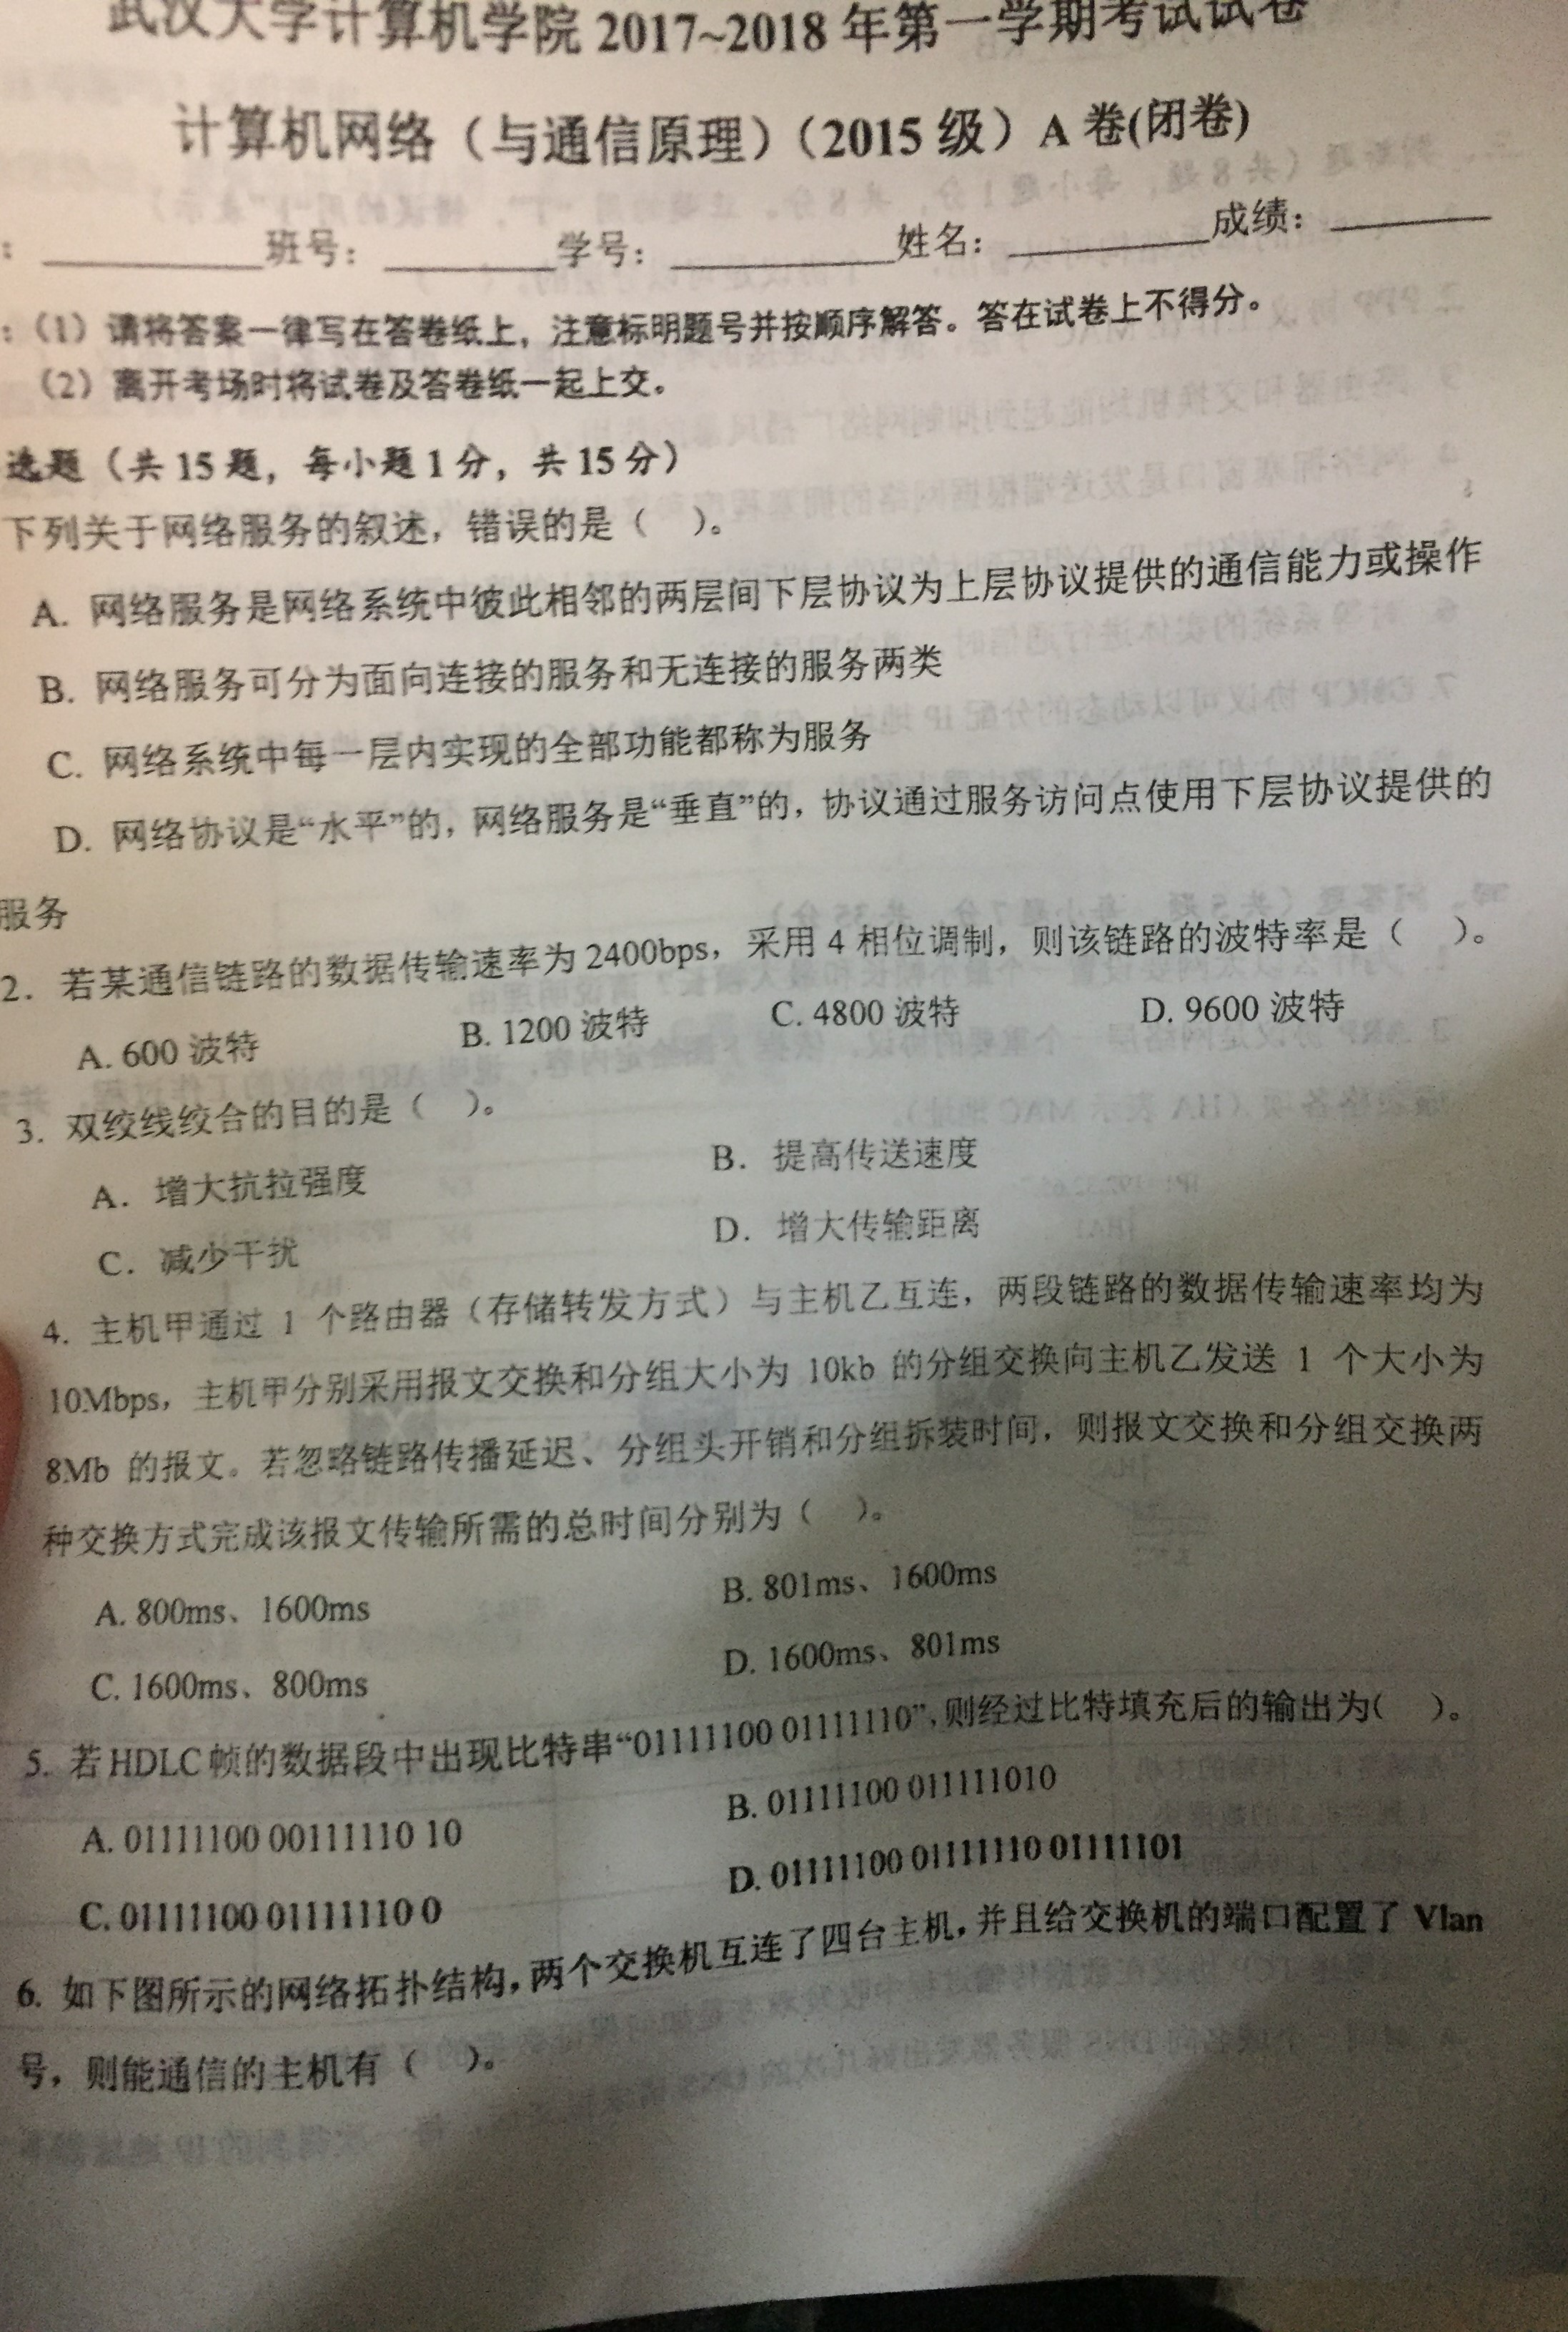 武汉大学计算机学院 2017~2018 年第一学期考试试卷
计算机网络（与通信原理）（2015 级）A 卷(闭卷)
：________班号：________学号：________姓名：________成绩：________
：（1）请将答案一律写在答卷纸上，注意标明题号并按顺序解答。答在试卷上不得分。
（2）离开考场时将试卷及答卷纸一起上交。
选题（共 15 题，每小题 1 分，共 15 分）
下列关于网络服务的叙述，错误的是（ ）。
A. 网络服务是网络系统中彼此相邻的两层间下层协议为上层协议提供的通信能力或操作
B. 网络服务可分为面向连接的服务和无连接的服务两类
C. 网络系统中每一层内实现的全部功能都称为服务
D. 网络协议是“水平”的，网络服务是“垂直”的，协议通过服务访问点使用下层协议提供的
服务
2. 若某通信链路的数据传输速率为 2400bps，采用 4 相位调制，则该链路的波特率是（ ）。
A. 600 波特 B. 1200 波特 C. 4800 波特 D. 9600 波特
3. 双绞线绞合的目的是（ ）。
A. 增大抗拉强度 B. 提高传送速度
C. 减少干扰 D. 增大传输距离
4. 主机甲通过 1 个路由器（存储转发方式）与主机乙互连，两段链路的数据传输速率均为
10Mbps，主机甲分别采用报文交换和分组大小为 10kb 的分组交换向主机乙发送 1 个大小为
8Mb 的报文。若忽略链路传播延迟、分组头开销和分组拆装时间，则报文交换和分组交换两
种交换方式完成该报文传输所需的总时间分别为（ ）。
A. 800ms、1600ms B. 801ms、1600ms
C. 1600ms、800ms D. 1600ms、801ms
5. 若 HDLC 帧的数据段中出现比特串“01111100 01111110”，则经过比特填充后的输出为( )。
A. 01111100 00111110 10 B. 01111100 011111010
C. 01111100 01111110 0 D. 01111100 01111110 01111101
6. 如下图所示的网络拓扑结构，两个交换机互连了四台主机，并且给交换机的端口配置了 Vlan
号，则能通信的主机有（ ）。